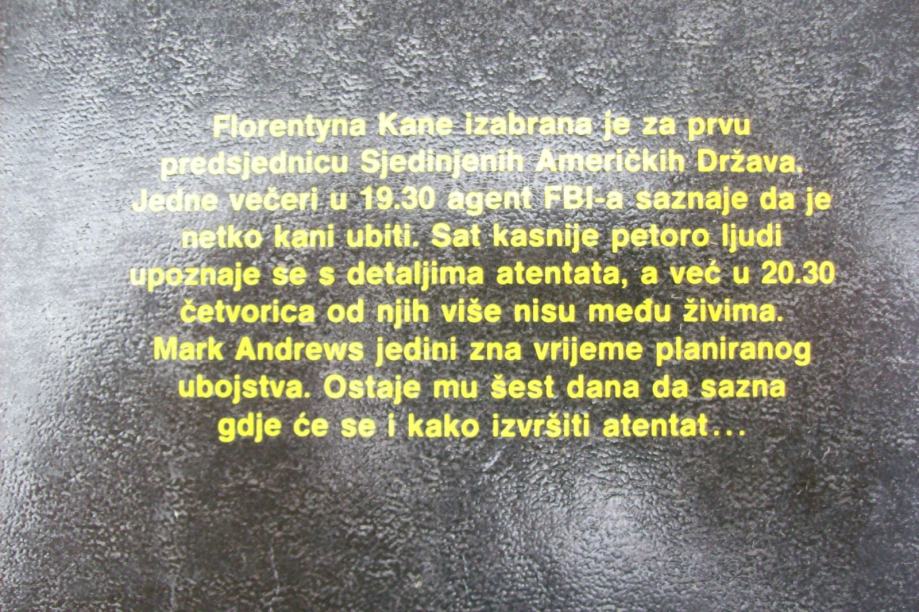 Florentyna Kane izabrana je za prvu
predsjednicu Sjedinjenih Američkih Država.
Jedne večeri u 19.30 agent FBI-a saznaje da je
netko kani ubiti. Sat kasnije petoro ljudi
upoznaje se s detaljima atentata, a već u 20.30
četvorica od njih više nisu među živima.
Mark Andrews jedini zna vrijeme planiranog
ubojstva. Ostaje mu šest dana da sazna
gdje će se i kako izvršiti atentat...